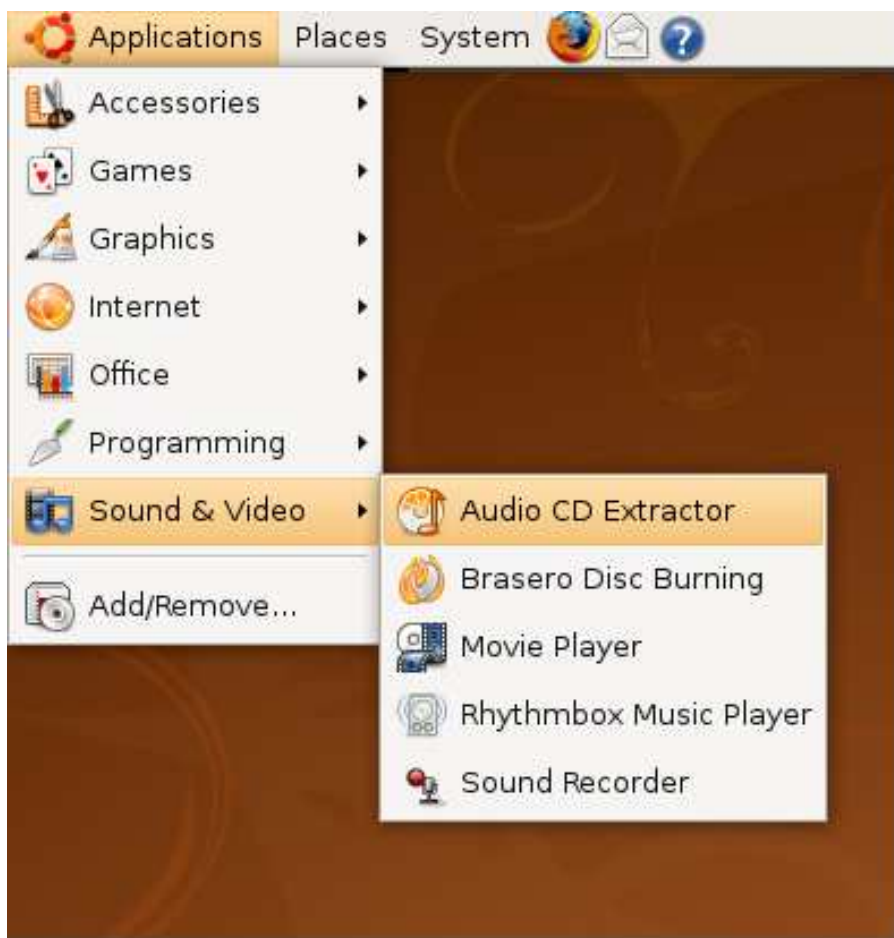 Applications Places System
Accessories
Games
Graphics
Internet
Office
Programming
Sound & Video
Add/Remove...
Audio CD Extractor
Brasero Disc Burning
Movie Player
Rhythmbox Music Player
Sound Recorder